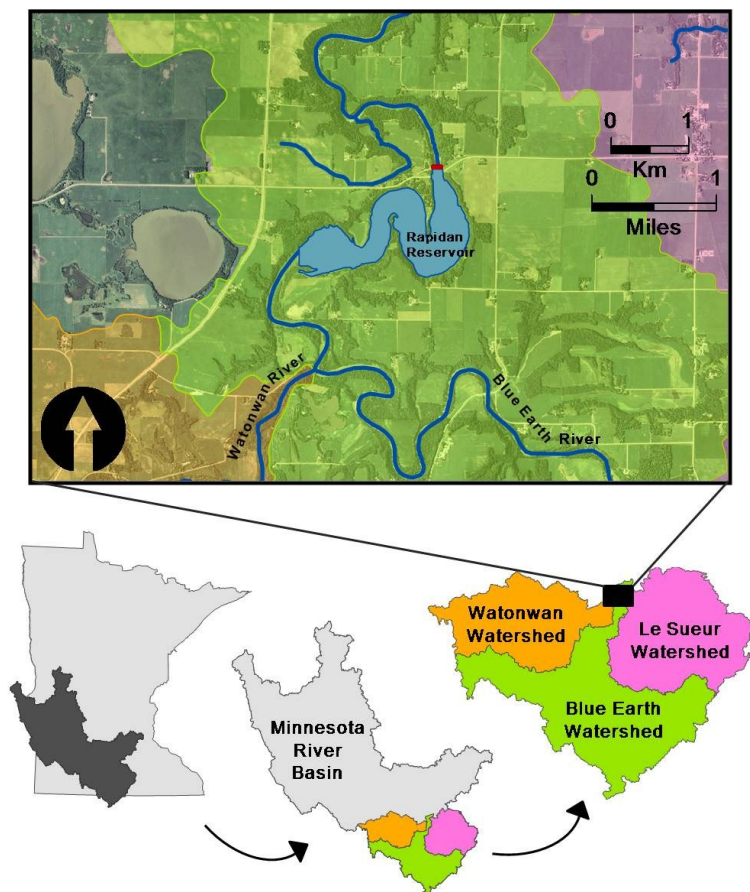 0 1
Km
0 1
Miles
Rapidan
Reservoir
Watonwan River
Blue Earth River
Watonwan
Watershed
Le Sueur
Watershed
Blue Earth
Watershed
Minnesota
River
Basin